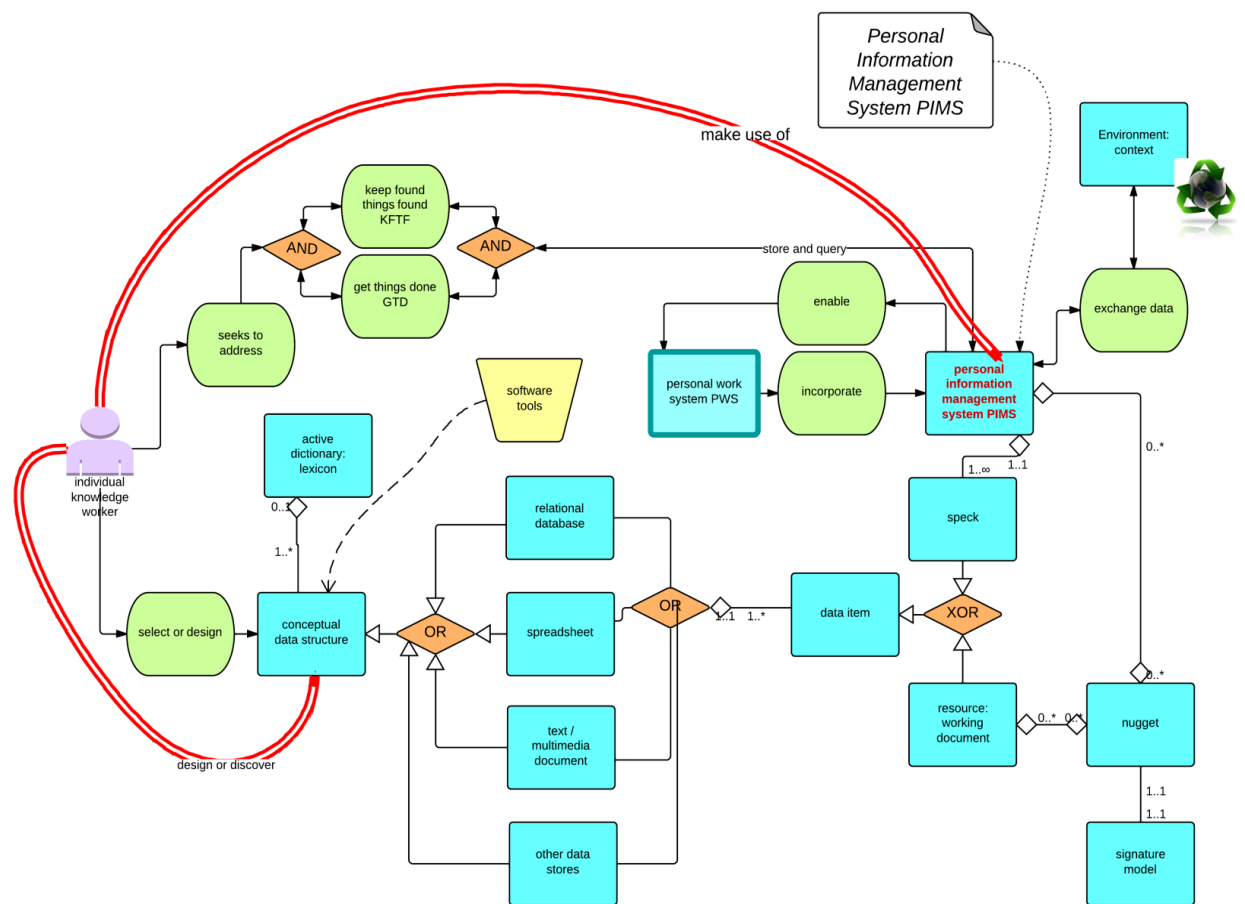 Personal
Information
Management
System PIMS
make use of
Environment:
context
keep found
things found
KFTF
AND
AND
store and query
get things done
GTD
enable
exchange data
seeks to
address
personal work
system PWS
incorporate
personal
information
management
system PIMS
software
tools
active
dictionary:
lexicon
individual
knowledge
worker
0..*
1..∞
1..1
0..1
1..*
relational
database
speck
select or design
conceptual
data structure
OR
spreadsheet
OR
1..1
1..*
data item
XOR
text /
multimedia
document
resource:
working
document
0..*
0..*
0..*
nugget
design or discover
1..1
1..1
other data
stores
signature
model